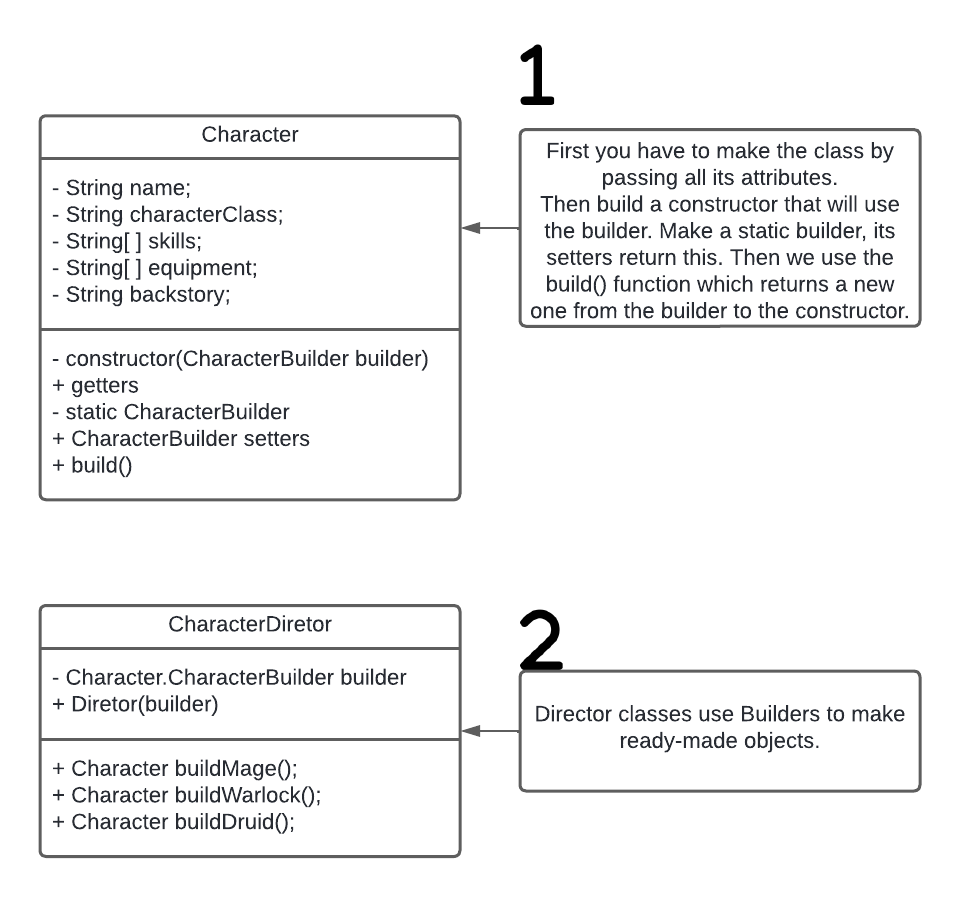 1
Character
- String name;
- String characterClass;
- String[ ] skills;
- String[ ] equipment;
- String backstory;
- constructor(CharacterBuilder builder)
+ getters
- static CharacterBuilder
+ CharacterBuilder setters
+ build()
First you have to make the class by
passing all its attributes.
Then build a constructor that will use
the builder. Make a static builder, its
setters return this. Then we use the
build() function which returns a new
one from the builder to the constructor.
2
CharacterDiretor
- Character.CharacterBuilder builder
+ Diretor(builder)
+ Character buildMage();
+ Character buildWarlock();
+ Character buildDruid();
Director classes use Builders to make
ready-made objects.